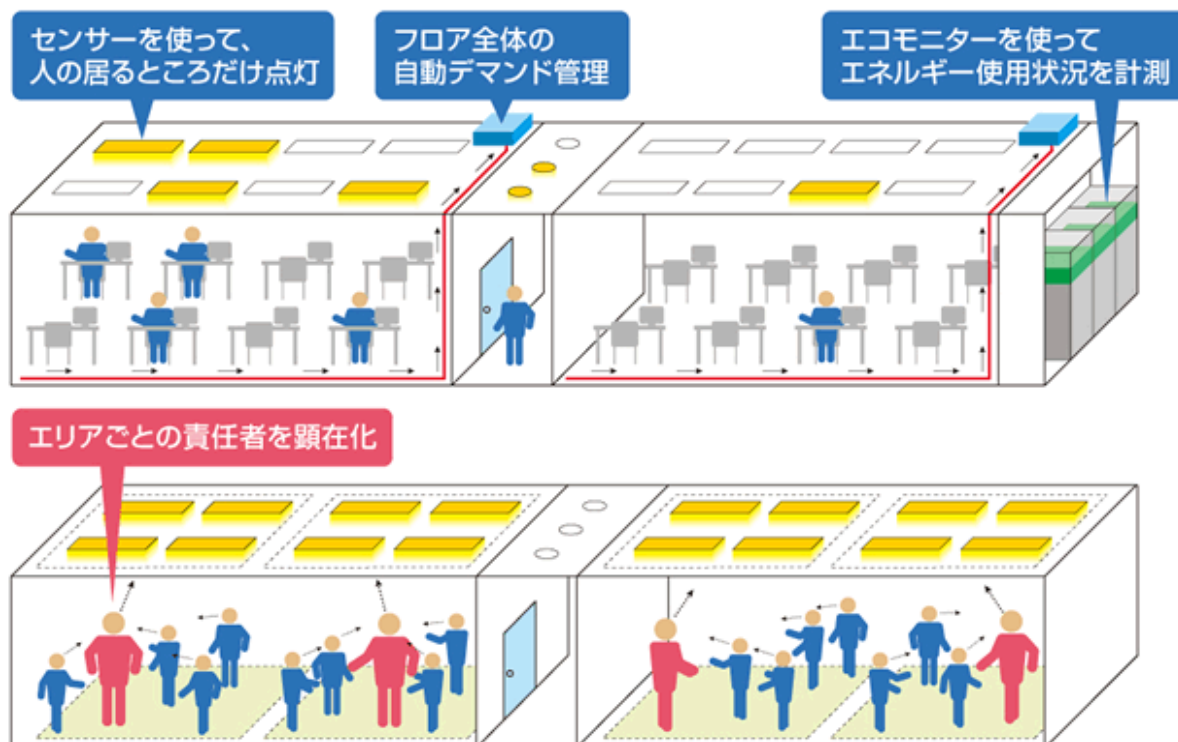 センサーを使って、
人の居るところだけ点灯
フロア全体の
自動デマンド管理
エコモニターを使って
エネルギー使用状況を計測
エリアごとの責任者を顕在化